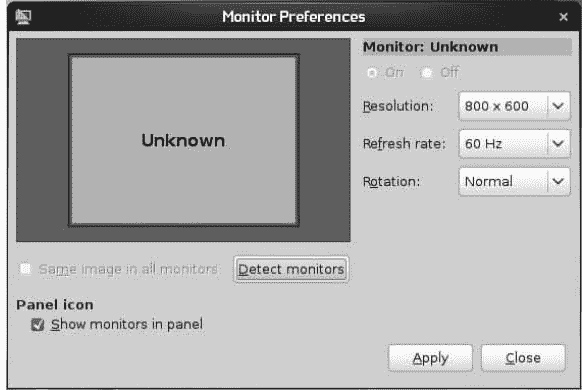 Monitor Preferences
Unknown
Monitor: Unknown
On Off
Resolution: 800 x 600
Refresh rate: 60 Hz
Rotation: Normal
Same image in all monitors Detect monitors
Panel icon
Show monitors in panel
Apply Close